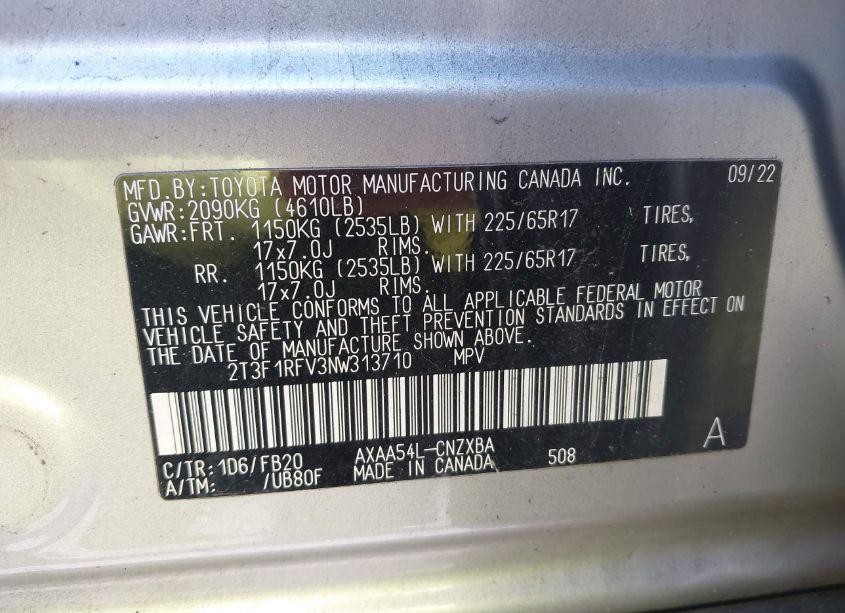 MFD. BY: TOYOTA MOTOR MANUFACTURING CANADA INC. 09/22
GVWR: 2090KG (4610LB)
GAWR: FRT. 1150KG (2535LB) WITH 225/65R17 TIRES,
17x7.0J RIMS.
RR. 1150KG (2535LB) WITH 225/65R17 TIRES,
17x7.0J RIMS.
THIS VEHICLE CONFORMS TO ALL APPLICABLE FEDERAL MOTOR
VEHICLE SAFETY AND THEFT PREVENTION STANDARDS IN EFFECT ON
THE DATE OF MANUFACTURE SHOWN ABOVE.
2T3F1RFV3NW313710 MPV
C/TR: 1D6/FB20 AXAA54L-CNZXBA 508 A
A/TM: /UB80F MADE IN CANADA